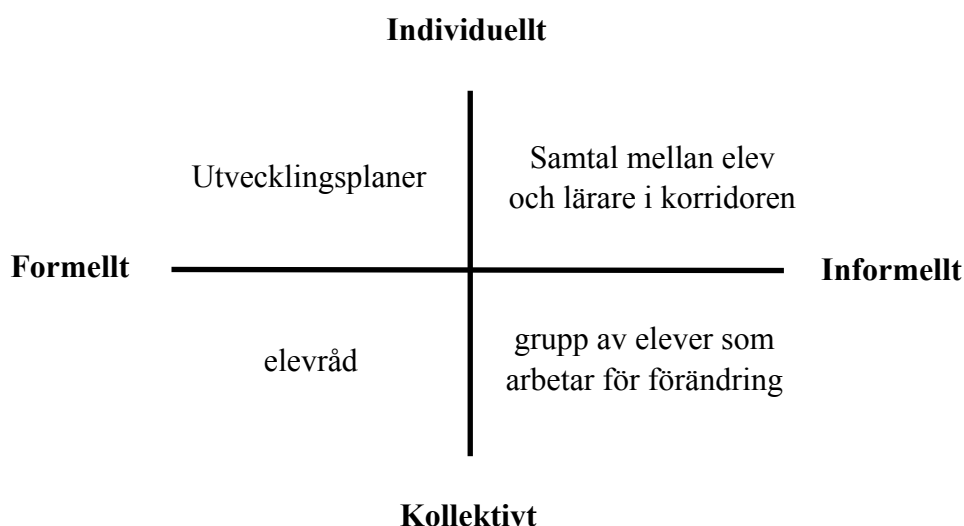 Individuellt
Utvecklingsplaner
Samtal mellan elev
och lärare i korridoren
Formellt
Informellt
elevråd
grupp av elever som
arbetar för förändring
Kollektivt